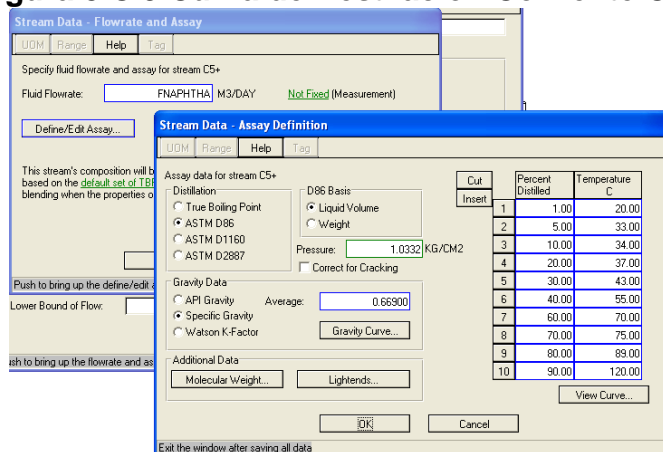 Stream Data - Flowrate and Assay
UOM Range Help Tag
Specify fluid flowrate and assay for stream C5+
Fluid Flowrate: FNAPHTHA M3/DAY Not Fixed (Measurement)
Define/Edit Assay...
This stream's composition will b
based on the default set of TB
blending when the properties o
Push to bring up the define/edit a
Lower Bound of Flow:
sh to bring up the flowrate and as
Stream Data - Assay Definition
UOM Range Help Tag
Assay data for stream C5+
Distillation
True Boiling Point
ASTM D86
ASTM D1160
ASTM D2887
D86 Basis
Liquid Volume
Weight
Pressure: 1.0332 KG/CM2
Correct for Cracking
Gravity Data
API Gravity
Specific Gravity
Watson K-Factor
Average: 0.66900
Gravity Curve...
Additional Data
Molecular Weight... Lightends...
Cut
Insert
Percent Distilled Temperature C
1 1.00 20.00
2 5.00 33.00
3 10.00 34.00
4 20.00 37.00
5 30.00 43.00
6 40.00 55.00
7 60.00 70.00
8 70.00 75.00
9 80.00 89.00
10 90.00 120.00
View Curve...
OK Cancel
Exit the window after saving all data